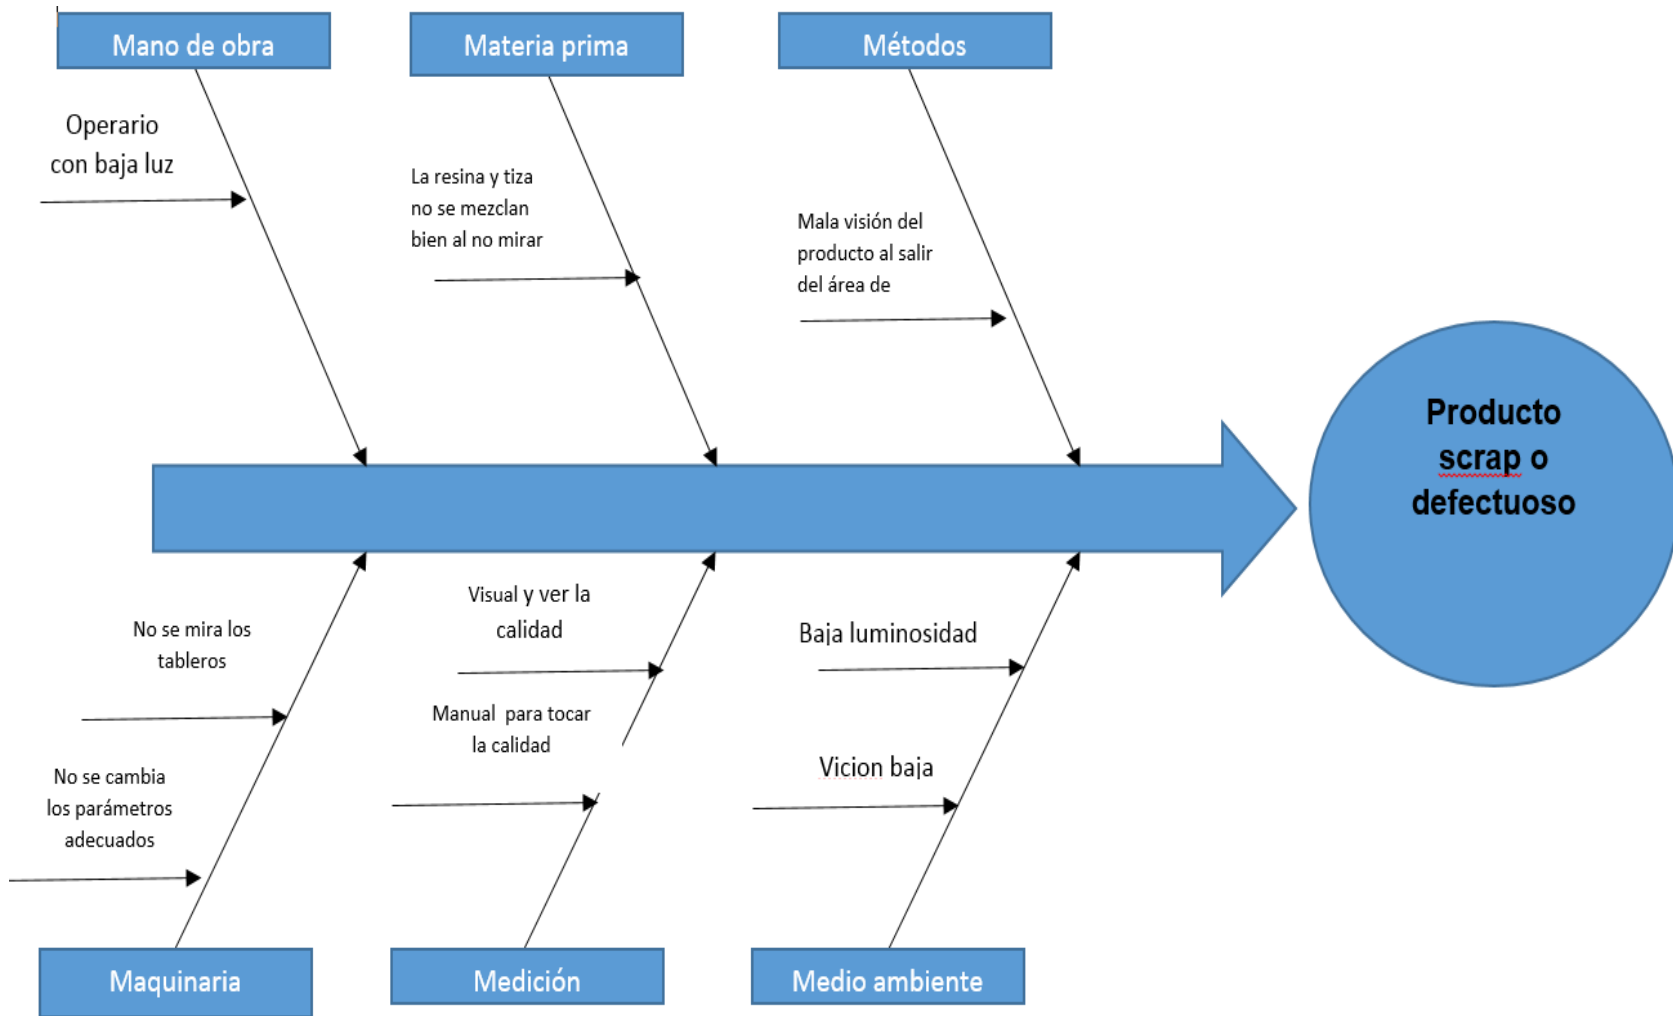 Mano de obra
Materia prima
Métodos
Operario
con baja luz
La resina y tiza
no se mezclan
bien al no mirar
Mala visión del
producto al salir
del área de
Producto
scrap o
defectuoso
No se mira los
tableros
No se cambia
los parámetros
adecuados
Visual y ver la
calidad
Manual para tocar
la calidad
Baja luminosidad
Vicion baja
Maquinaria
Medición
Medio ambiente